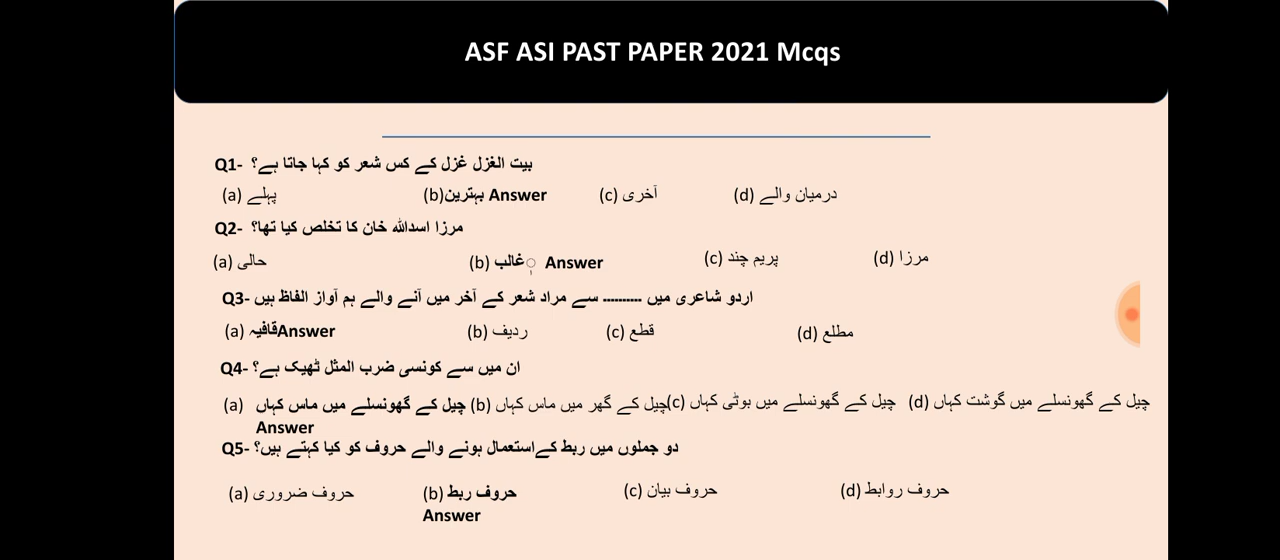 ASF ASI PAST PAPER 2021 Mcqs
Q1- بیت الغزل غزل کے کس شعر کو کہا جاتا ہے؟
(a) پہلے (b)بہترین Answer (c) آخری (d) درمیان والے
Q2- مرزا اسدالله خان کا تخلص کیا تھا؟
(a) حالی (b) غالب Answer (c) پریم چند (d) مرزا
Q3- اردو شاعری میں .......... سے مراد شعر کے آخر میں آنے والے ہم آواز الفاظ ہیں
(a) قافیہAnswer (b) ردیف (c) قطع (d) مطلع
Q4- ان میں سے کونسی ضرب المثل ٹھیک ہے؟
(a) چیل کے گھونسلے میں ماس کہاں (b) چیل کے گھر میں ماس کہاں (c) چیل کے گھونسلے میں بوٹی کہاں (d) چیل کے گھونسلے میں گوشت کہاں
Answer
Q5- دو جملوں میں ربط کےاستعمال ہونے والے حروف کو کیا کہتے ہیں؟
(a) حروف ضروری (b) حروف ربط (c) حروف بیان (d) حروف روابط
Answer